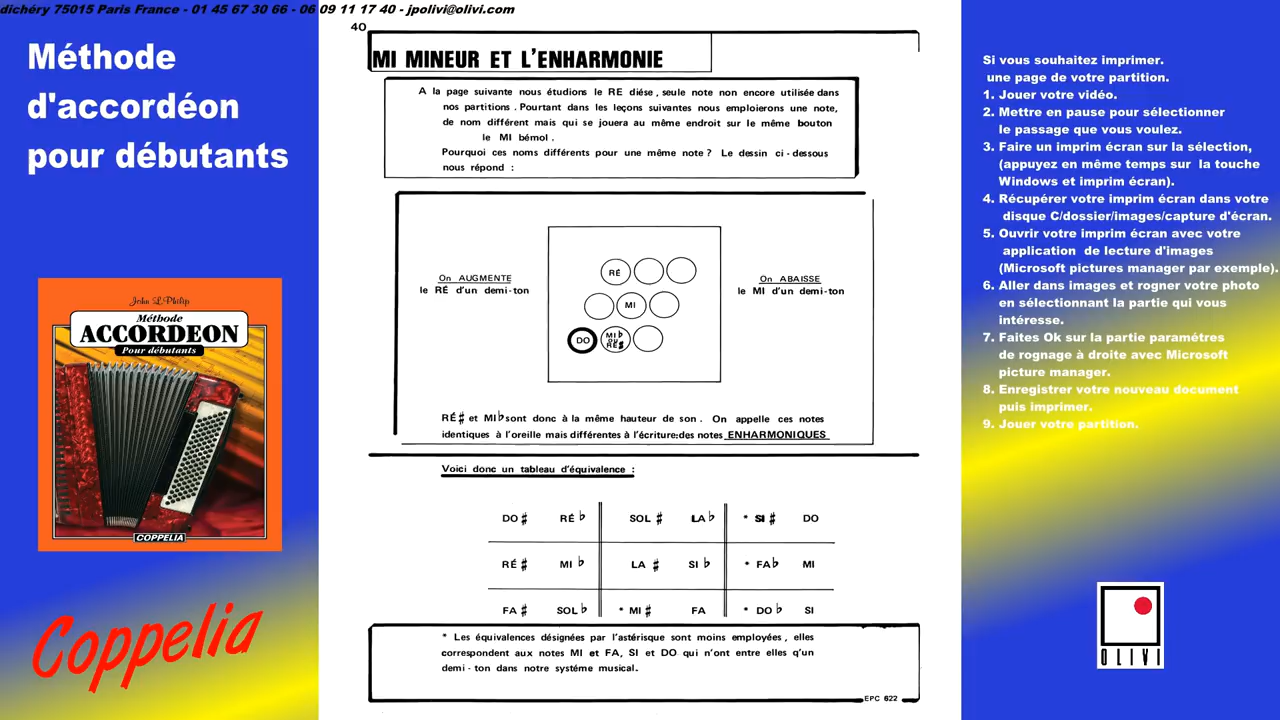 dichéry 75015 Paris France - 01 45 67 30 66 - 06 09 11 17 40 - jpolivi@olivi.com
Méthode
d'accordéon
pour débutants
John L Philip
Méthode
ACCORDEON
Pour débutants
COPPELIA
Coppelia
40
MI MINEUR ET L'ENHARMONIE
A la page suivante nous étudions le RE dièse, seule note non encore utilisée dans
nos partitions. Pourtant dans les leçons suivantes nous emploierons une note,
de nom différent mais qui se jouera au même endroit sur le même bouton
le MI bémol.
Pourquoi ces noms différents pour une même note ? Le dessin ci-dessous
nous répond :
On AUGMENTE
le RÉ d'un demi-ton
RÉ
MI
DO
MI♭
OU
RÉ♯
On ABAISSE
le MI d'un demi-ton
RÉ♯ et MI♭ sont donc à la même hauteur de son. On appelle ces notes
identiques à l'oreille mais différentes à l'écriture:des notes ENHARMONIQUES
Voici donc un tableau d'équivalence :
DO♯ RÉ♭ SOL♯ LA♭ * SI♯ DO
RÉ♯ MI♭ LA♯ SI♭ * FA♭ MI
FA♯ SOL♭ * MI♯ FA * DO♭ SI
* Les équivalences désignées par l'astérisque sont moins employées, elles
correspondent aux notes MI et FA, SI et DO qui n'ont entre elles q'un
demi-ton dans notre systéme musical.
EPC 622
Si vous souhaitez imprimer.
une page de votre partition.
1. Jouer votre vidéo.
2. Mettre en pause pour sélectionner
le passage que vous voulez.
3. Faire un imprim écran sur la sélection,
(appuyez en même temps sur la touche
Windows et imprim écran).
4. Récupérer votre imprim écran dans votre
disque C/dossier/images/capture d'écran.
5. Ouvrir votre imprim écran avec votre
application de lecture d'images
(Microsoft pictures manager par exemple).
6. Aller dans images et rogner votre photo
en sélectionnant la partie qui vous
intéresse.
7. Faites Ok sur la partie paramétres
de rognage à droite avec Microsoft
picture manager.
8. Enregistrer votre nouveau document
puis imprimer.
9. Jouer votre partition.
OLIVI